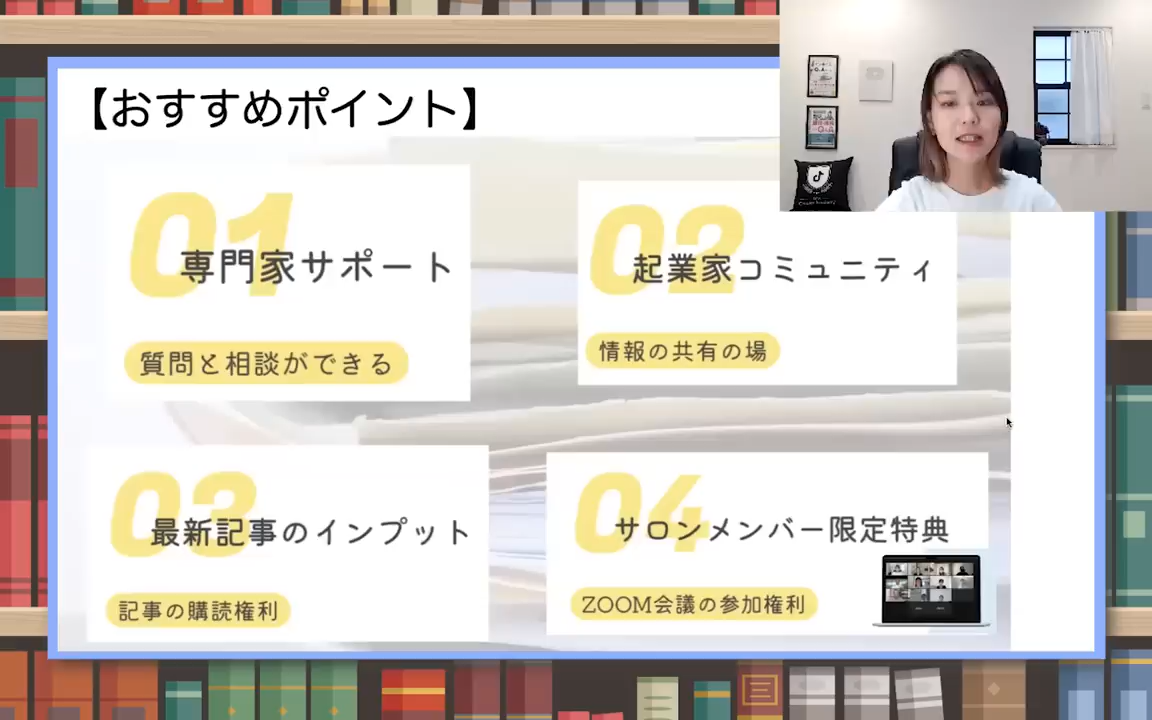 【おすすめポイント】
01
専門家サポート
質問と相談ができる
02
起業家コミュニティ
情報の共有の場
03
最新記事のインプット
記事の購読権利
04
サロンメンバー限定特典
ZOOM会議の参加権利